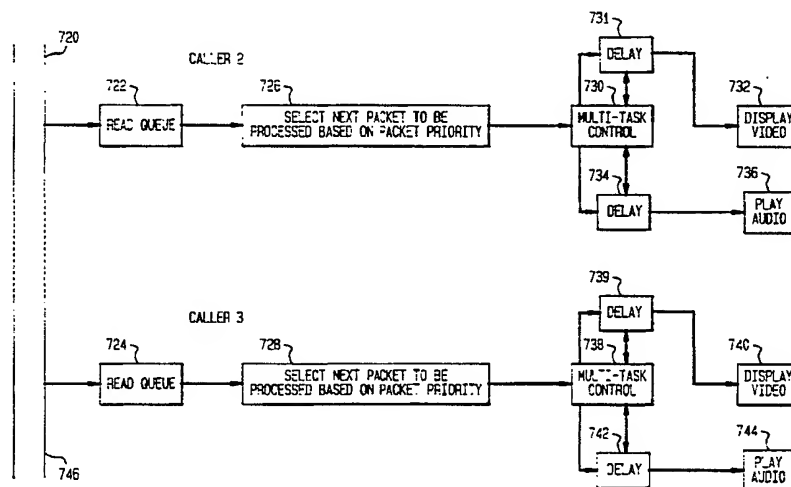 720
CALLER 2
722
READ QUEUE
726
SELECT NEXT PACKET TO BE
PROCESSED BASED ON PACKET PRIORITY
731
DELAY
730
MULTI-TASK
CONTROL
734
DELAY
732
DISPLAY
VIDEO
736
PLAY
AUDIO
CALLER 3
724
READ QUEUE
728
SELECT NEXT PACKET TO BE
PROCESSED BASED ON PACKET PRIORITY
739
DELAY
738
MULTI-TASK
CONTROL
742
DELAY
740
DISPLAY
VIDEO
744
PLAY
AUDIO
746